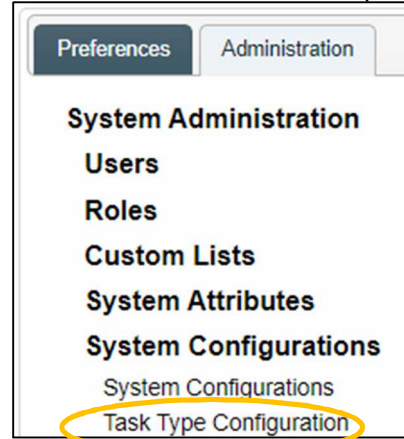 Preferences Administration
System Administration
Users
Roles
Custom Lists
System Attributes
System Configurations
System Configurations
Task Type Configuration